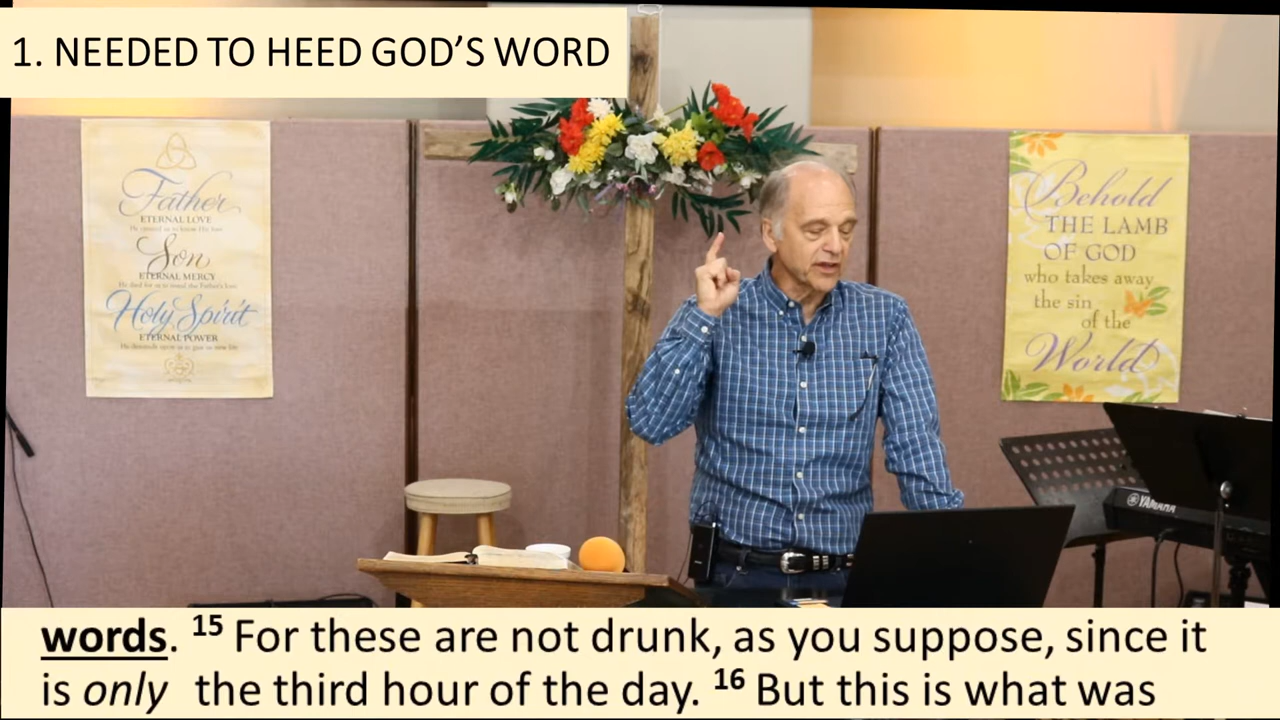 1. NEEDED TO HEED GOD'S WORD
Father
ETERNAL LOVE
Son
ETERNAL MERCY
Holy Spirit
ETERNAL POWER
Behold
THE LAMB
OF GOD
who takes away
the sin
of the
World
YAMAHA
words. 15 For these are not drunk, as you suppose, since it
is only the third hour of the day. 16 But this is what was